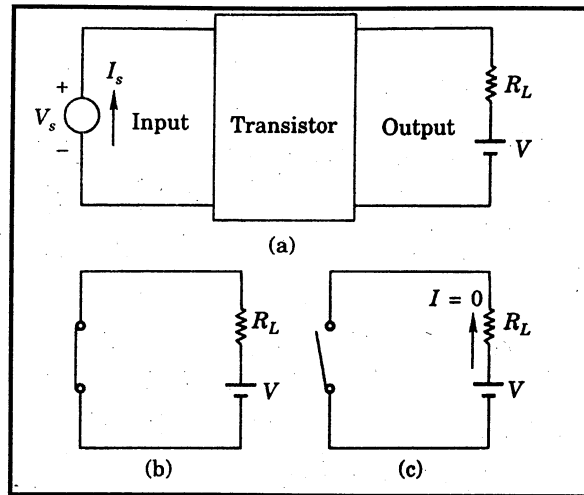 +
I_s
V_s
−
Input
Transistor
Output
R_L
V
(a)
R_L
V
(b)
I = 0
R_L
V
(c)